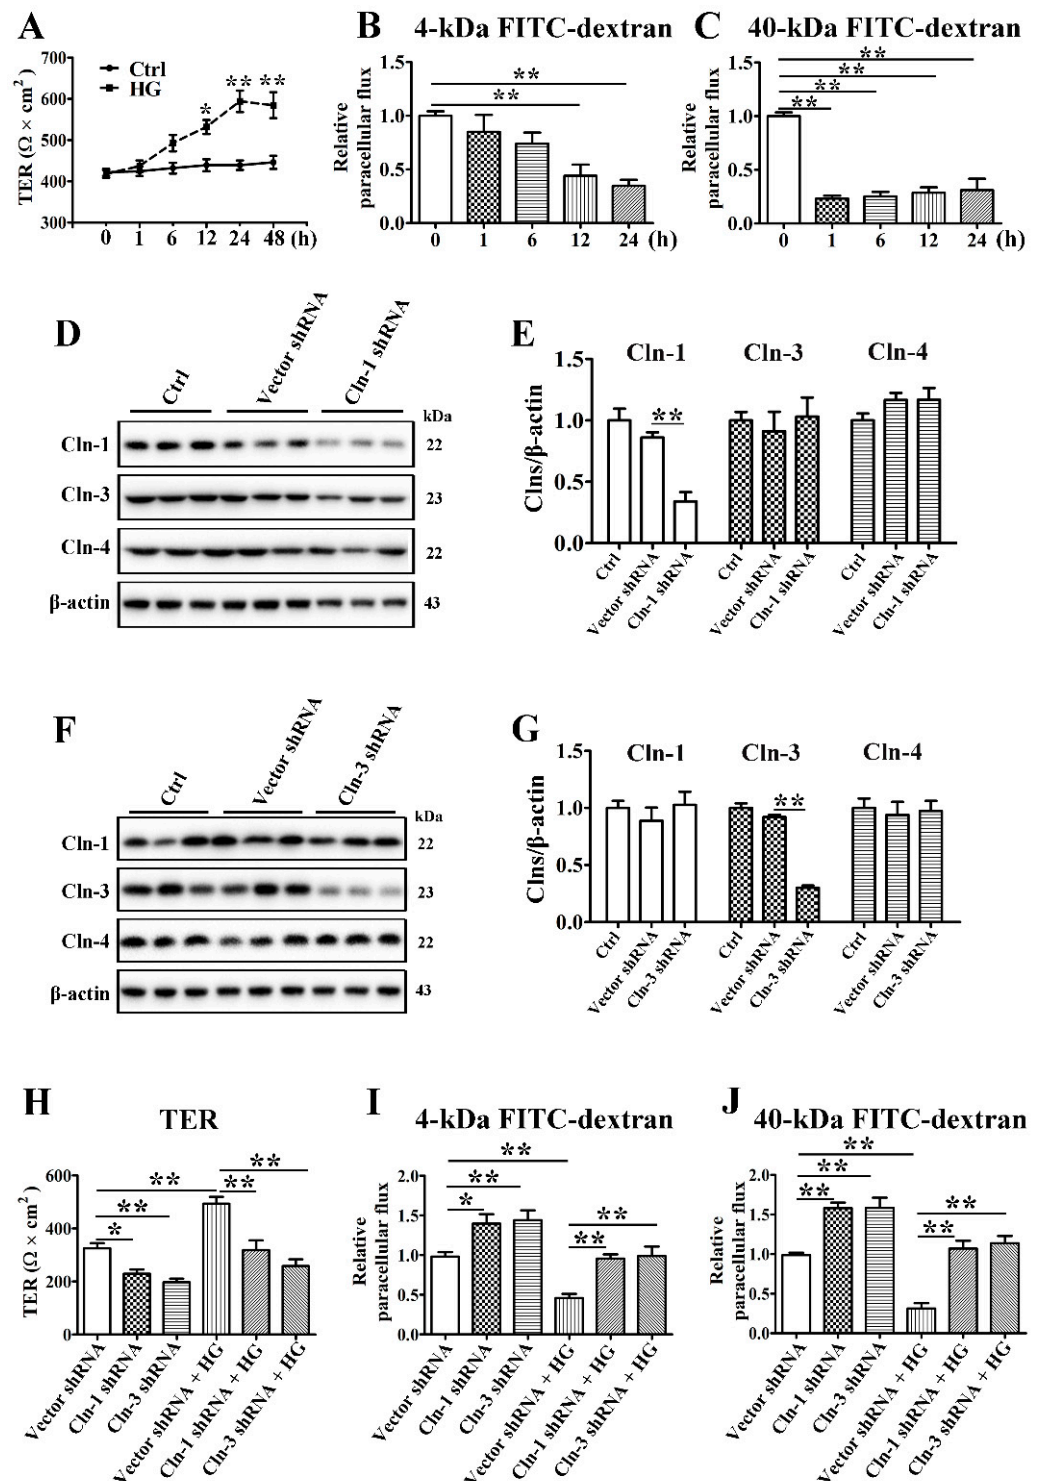 A
TER (Ω × cm2 )
700
600
500
400
300
Ctrl
HG
*
** **
0 1 6 12 24 48 (h)
B 4-kDa FITC-dextran
Relative
paracellular flux
1.5
1.0
0.5
0.0
**
**
0 1 6 12 24 (h)
C 40-kDa FITC-dextran
Relative
paracellular flux
1.5
1.0
0.5
0.0
**
**
**
**
0 1 6 12 24 (h)
D
Ctrl
Vector shRNA
Cln-1 shRNA
kDa
Cln-1 22
Cln-3 23
Cln-4 22
β-actin 43
E
Clns/β-actin
1.5
1.0
0.5
0.0
Cln-1 Cln-3 Cln-4
**
Ctrl
Vector shRNA
Cln-1 shRNA
Ctrl
Vector shRNA
Cln-1 shRNA
Ctrl
Vector shRNA
Cln-1 shRNA
F
Ctrl
Vector shRNA
Cln-3 shRNA
kDa
Cln-1 22
Cln-3 23
Cln-4 22
β-actin 43
G
Clns/β-actin
1.5
1.0
0.5
0.0
Cln-1 Cln-3 Cln-4
**
Ctrl
Vector shRNA
Cln-3 shRNA
Ctrl
Vector shRNA
Cln-3 shRNA
Ctrl
Vector shRNA
Cln-3 shRNA
H
TER
TER (Ω × cm2 )
600
400
200
0
**
**
**
**
*
Vector shRNA
Cln-1 shRNA
Cln-3 shRNA
Vector shRNA + HG
Cln-1 shRNA + HG
Cln-3 shRNA + HG
I
4-kDa FITC-dextran
Relative
paracellular flux
2.0
1.5
1.0
0.5
0.0
**
**
*
**
**
Vector shRNA
Cln-1 shRNA
Cln-3 shRNA
Vector shRNA + HG
Cln-1 shRNA + HG
Cln-3 shRNA + HG
J
40-kDa FITC-dextran
Relative
paracellular flux
2.0
1.5
1.0
0.5
0.0
**
**
**
**
**
Vector shRNA
Cln-1 shRNA
Cln-3 shRNA
Vector shRNA + HG
Cln-1 shRNA + HG
Cln-3 shRNA + HG